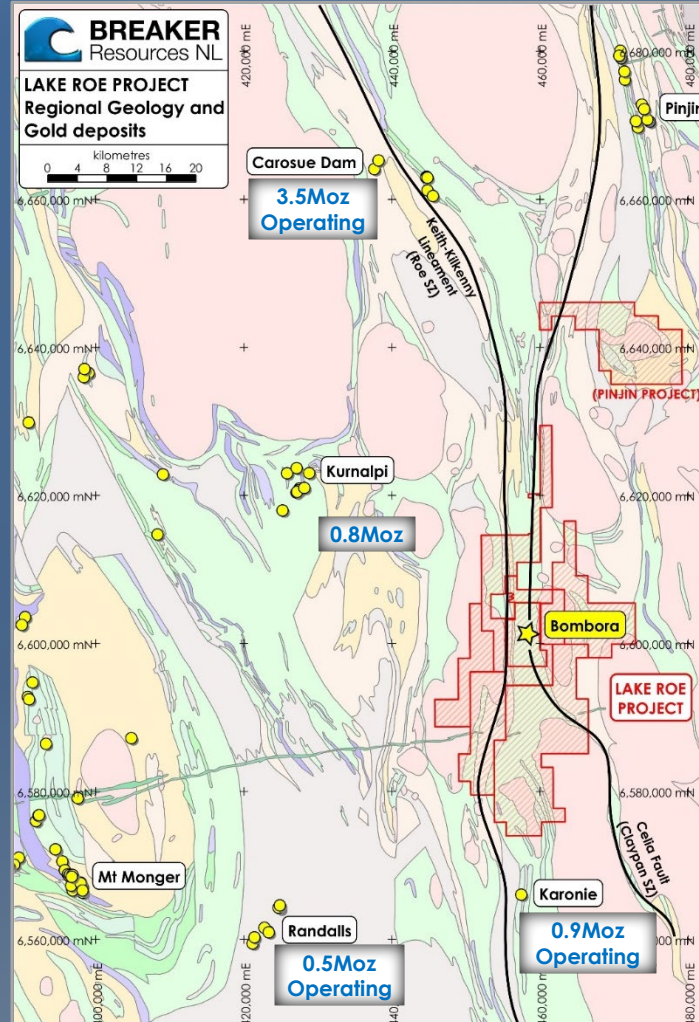 BREAKER
Resources NL
LAKE ROE PROJECT
Regional Geology and
Gold deposits
kilometres
0 4 8 12 16 20
420,000 mE
440,000 mE
460,000 mE
480,000 mE
6,680,000 mN
Pinjin
Carosue Dam
3.5Moz
Operating
6,660,000 mN
6,660,000 mN
Keith-Kilkenny
Lineament
(Roe SZ)
6,640,000 mN
6,640,000 mN
(PINJIN PROJECT)
Kurnalpi
6,620,000 mN
6,620,000 mN
0.8Moz
6,600,000 mN
Bombora
6,600,000 mN
LAKE ROE
PROJECT
6,580,000 mN
6,580,000 mN
Celia Fault
(Claypan SZ)
Mt Monger
Karonie
0.9Moz
Operating
Randalls
0.5Moz
Operating
6,560,000 mN
420,000 mE